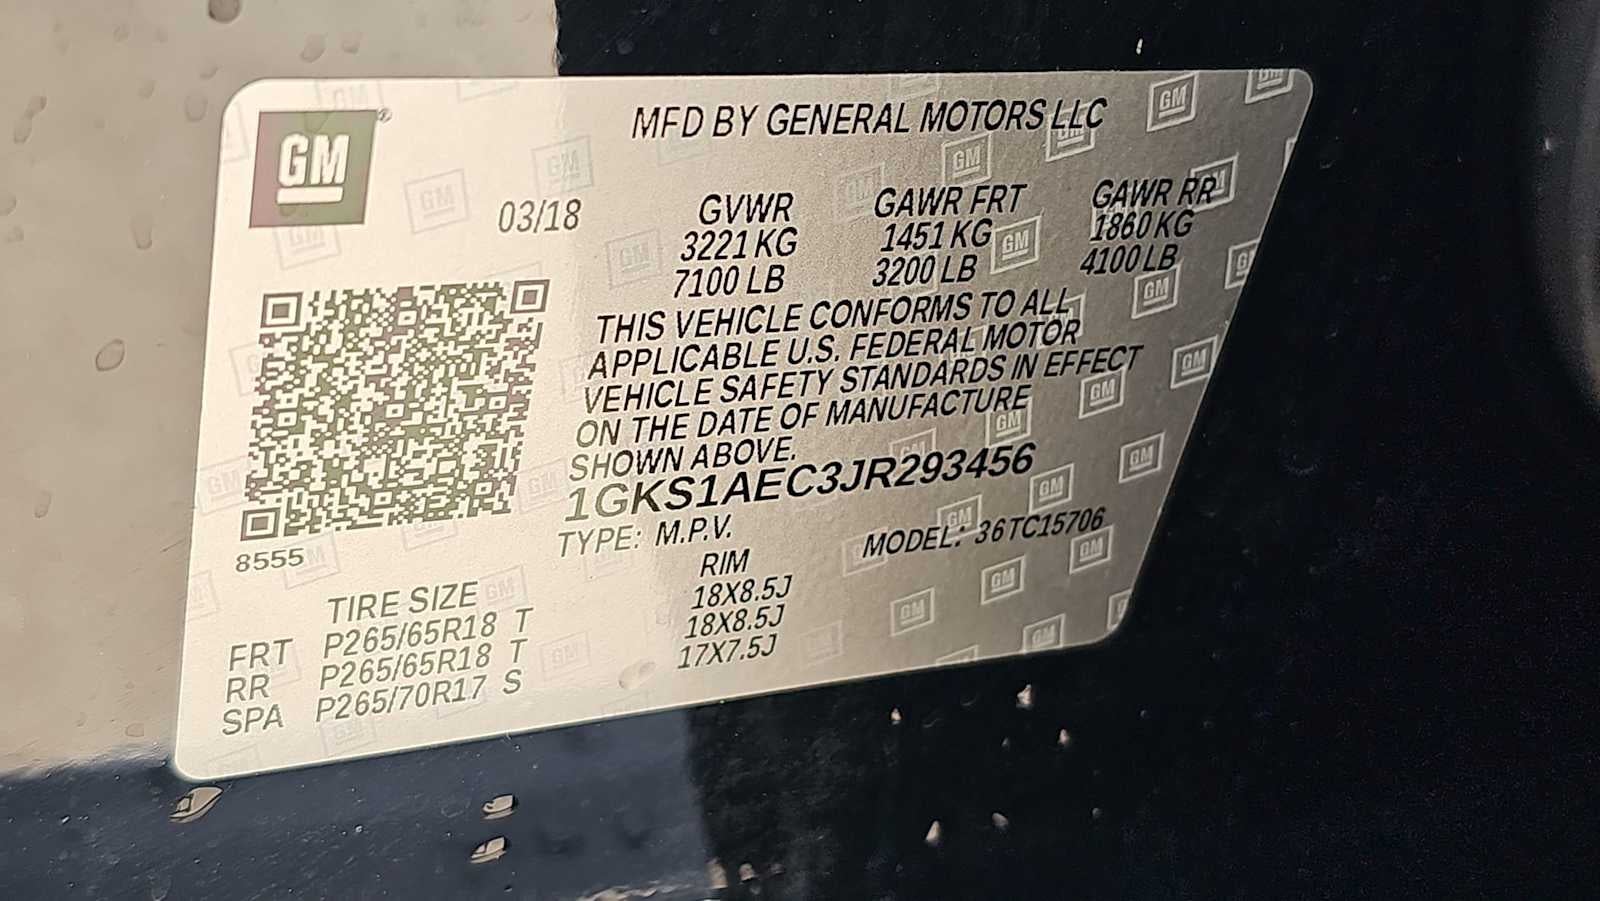 GM
MFD BY GENERAL MOTORS LLC
03/18
GVWR GAWR FRT GAWR RR
3221 KG 1451 KG 1860 KG
7100 LB 3200 LB 4100 LB
THIS VEHICLE CONFORMS TO ALL
APPLICABLE U.S. FEDERAL MOTOR
VEHICLE SAFETY STANDARDS IN EFFECT
ON THE DATE OF MANUFACTURE
SHOWN ABOVE.
1GKS1AEC3JR293456
TYPE: M.P.V. MODEL: 36TC15706
8555
TIRE SIZE RIM
FRT P265/65R18 T 18X8.5J
RR P265/65R18 T 18X8.5J
SPA P265/70R17 S 17X7.5J